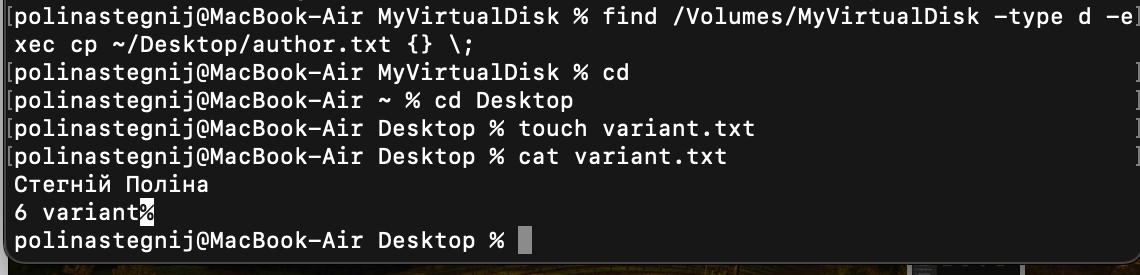 [polinastegnij@MacBook-Air MyVirtualDisk % find /Volumes/MyVirtualDisk -type d -e]
xec cp ~/Desktop/author.txt {} \;
[polinastegnij@MacBook-Air MyVirtualDisk % cd ]
[polinastegnij@MacBook-Air ~ % cd Desktop ]
[polinastegnij@MacBook-Air Desktop % touch variant.txt ]
[polinastegnij@MacBook-Air Desktop % cat variant.txt ]
Стегній Поліна
6 variant%
polinastegnij@MacBook-Air Desktop %